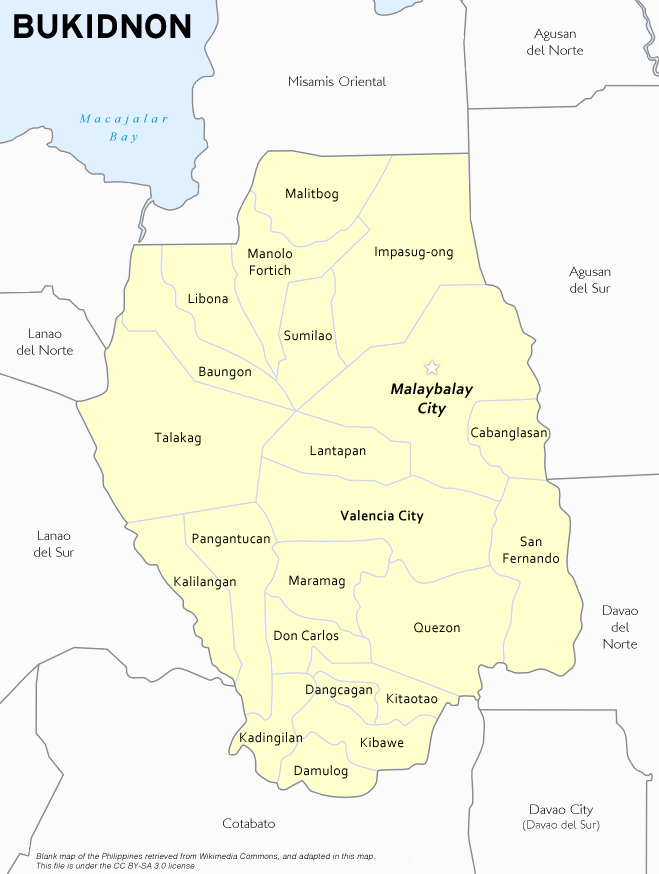 BUKIDNON
Agusan
del Norte
Misamis Oriental
Macajalar
Bay
Malitbog
Manolo
Fortich
Impasug-ong
Agusan
del Sur
Libona
Lanao
del Norte
Sumilao
Baungon
Malaybalay
City
Talakag
Cabanglasan
Lantapan
Valencia City
Lanao
del Sur
Pangantucan
San
Fernando
Kalilangan
Maramag
Davao
del
Norte
Don Carlos
Quezon
Dangcagan
Kitaotao
Kadingilan
Kibawe
Damulog
Cotabato
Davao City
(Davao del Sur)
Blank map of the Philippines retrieved from Wikimedia Commons, and adapted in this map.
This file is under the CC BY-SA 3.0 license.